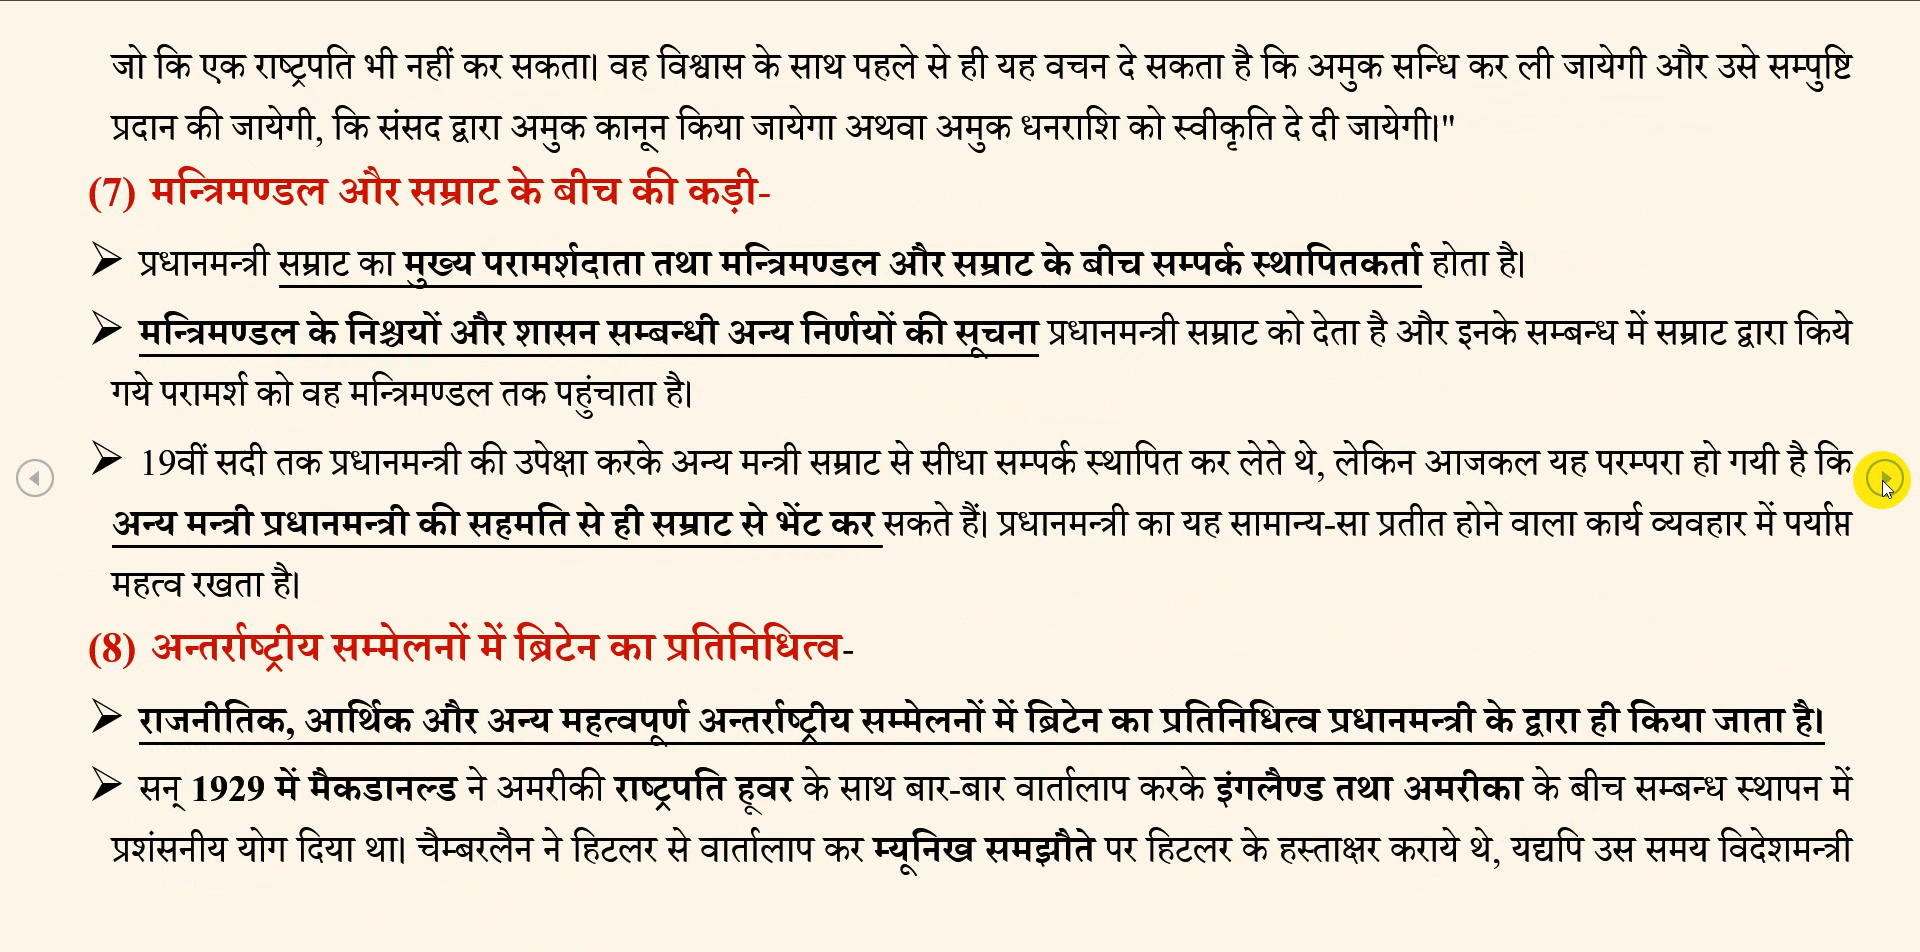 जो कि एक राष्ट्रपति भी नहीं कर सकता। वह विश्वास के साथ पहले से ही यह वचन दे सकता है कि अमुक सन्धि कर ली जायेगी और उसे सम्पुष्टि
प्रदान की जायेगी, कि संसद द्वारा अमुक कानून किया जायेगा अथवा अमुक धनराशि को स्वीकृति दे दी जायेगी।"
(7) मन्त्रिमण्डल और सम्राट के बीच की कड़ी-
➢ प्रधानमन्त्री सम्राट का मुख्य परामर्शदाता तथा मन्त्रिमण्डल और सम्राट के बीच सम्पर्क स्थापितकर्ता होता है।
➢ मन्त्रिमण्डल के निश्चयों और शासन सम्बन्धी अन्य निर्णयों की सूचना प्रधानमन्त्री सम्राट को देता है और इनके सम्बन्ध में सम्राट द्वारा किये
गये परामर्श को वह मन्त्रिमण्डल तक पहुंचाता है।
➢ 19वीं सदी तक प्रधानमन्त्री की उपेक्षा करके अन्य मन्त्री सम्राट से सीधा सम्पर्क स्थापित कर लेते थे, लेकिन आजकल यह परम्परा हो गयी है कि
अन्य मन्त्री प्रधानमन्त्री की सहमति से ही सम्राट से भेंट कर सकते हैं। प्रधानमन्त्री का यह सामान्य-सा प्रतीत होने वाला कार्य व्यवहार में पर्याप्त
महत्व रखता है।
(8) अन्तर्राष्ट्रीय सम्मेलनों में ब्रिटेन का प्रतिनिधित्व-
➢ राजनीतिक, आर्थिक और अन्य महत्वपूर्ण अन्तर्राष्ट्रीय सम्मेलनों में ब्रिटेन का प्रतिनिधित्व प्रधानमन्त्री के द्वारा ही किया जाता है।
➢ सन् 1929 में मैकडानल्ड ने अमरीकी राष्ट्रपति हूवर के साथ बार-बार वार्तालाप करके इंगलैण्ड तथा अमरीका के बीच सम्बन्ध स्थापन में
प्रशंसनीय योग दिया था। चैम्बरलैन ने हिटलर से वार्तालाप कर म्यूनिख समझौते पर हिटलर के हस्ताक्षर कराये थे, यद्यपि उस समय विदेशमन्त्री